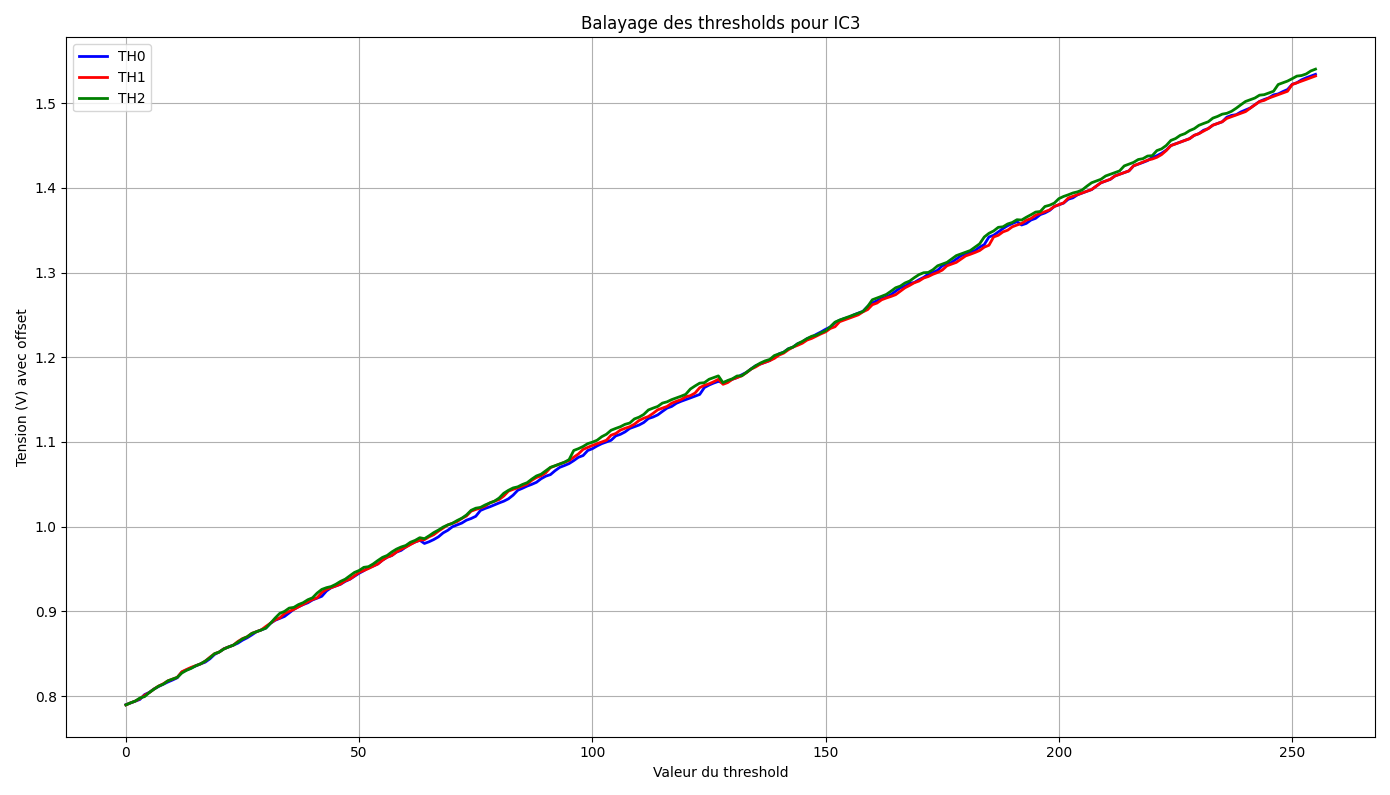 Balayage des thresholds pour IC3
TH0
TH1
TH2
Tension (V) avec offset
1.5
1.4
1.3
1.2
1.1
1.0
0.9
0.8
0 50 100 150 200 250
Valeur du threshold